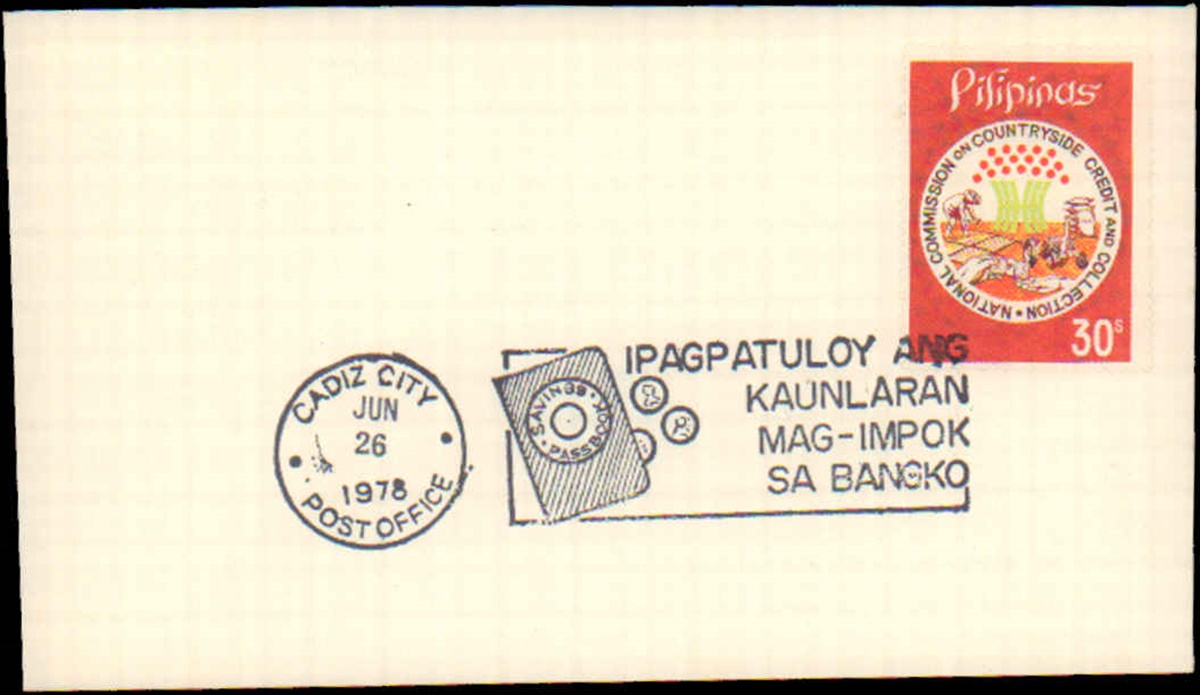 Pilipinas
NATIONAL COMMISSION ON COUNTRYSIDE CREDIT AND COLLECTION •
30s
CADIZ CITY
JUN
26
1978
POST OFFICE
SAVINGS • PASSBOOK •
IPAGPATULOY ANG
KAUNLARAN
MAG-IMPOK
SA BANGKO